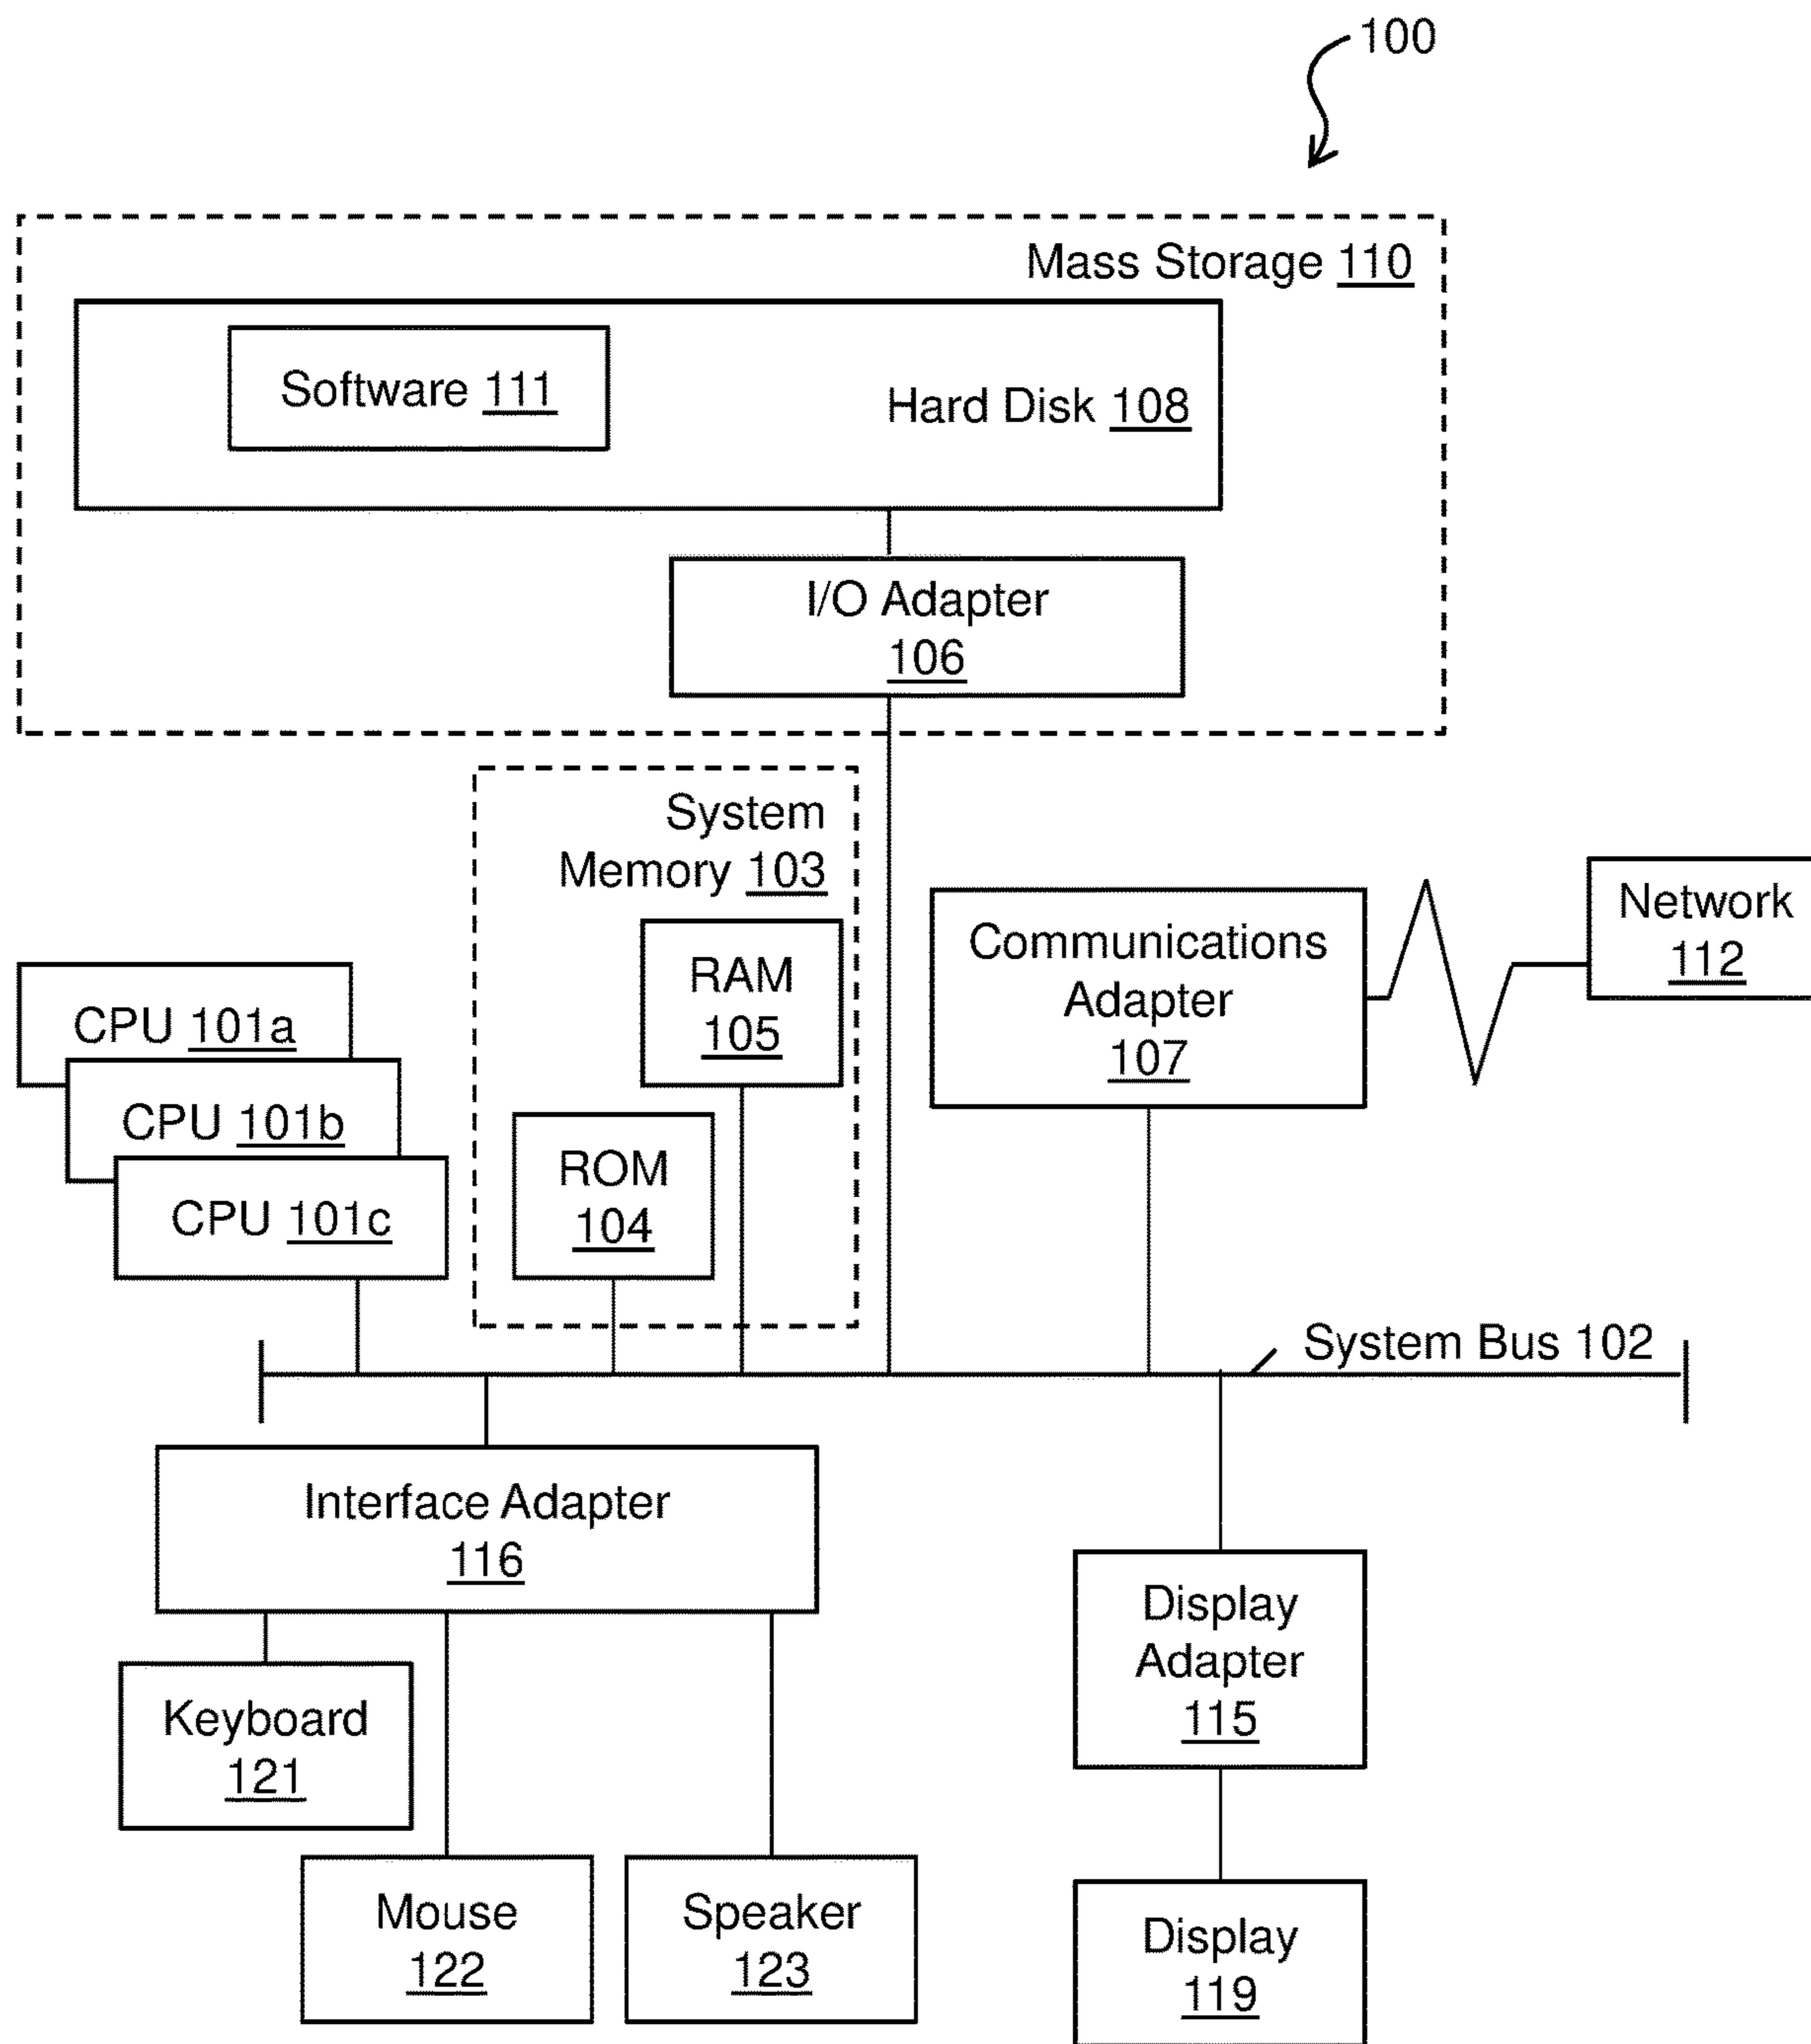 100
Mass Storage 110
Software 111
Hard Disk 108
I/O Adapter
106
System
Memory 103
RAM
105
ROM
104
CPU 101a
CPU 101b
CPU 101c
Communications
Adapter
107
Network
112
System Bus 102
Interface Adapter
116
Keyboard
121
Mouse
122
Speaker
123
Display
Adapter
115
Display
119